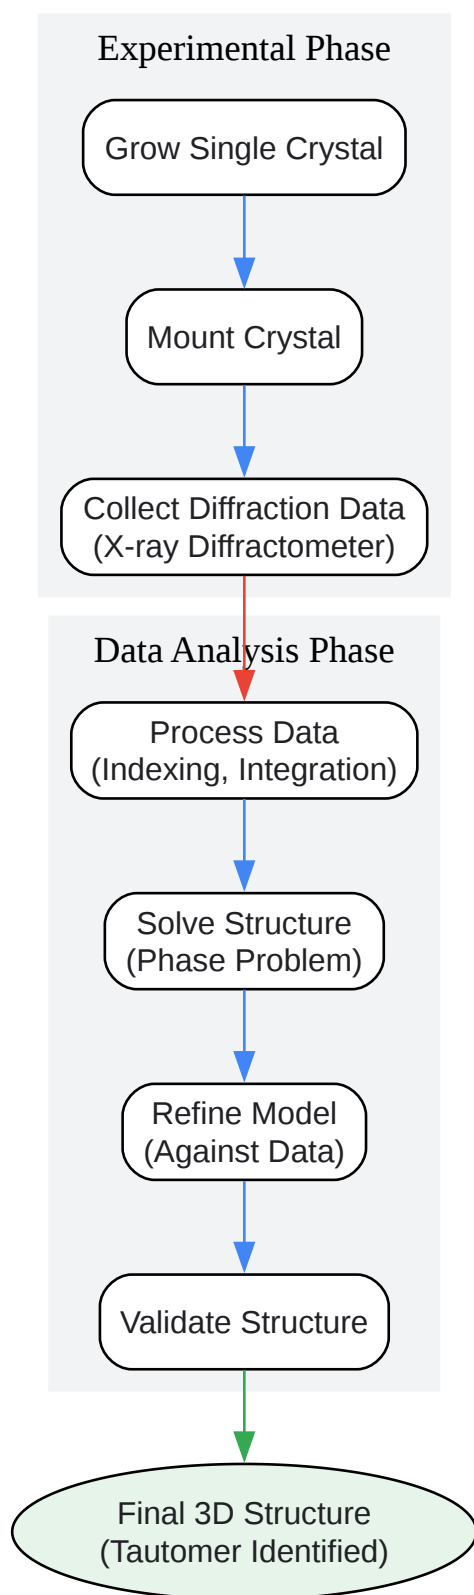 Experimental Phase
Grow Single Crystal
Mount Crystal
Collect Diffraction Data
(X-ray Diffractometer)
Data Analysis Phase
Process Data
(Indexing, Integration)
Solve Structure
(Phase Problem)
Refine Model
(Against Data)
Validate Structure
Final 3D Structure
(Tautomer Identified)